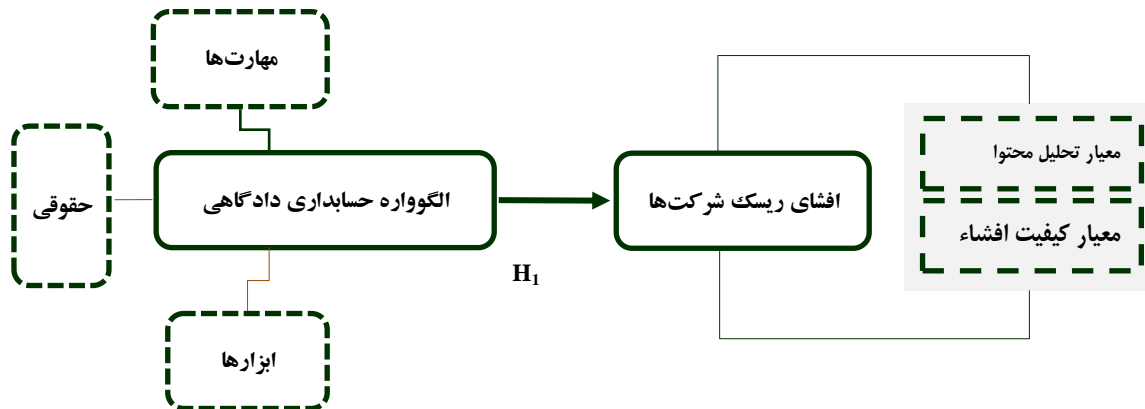 مهارت‌ها
حقوقی
الگوواره حسابداری دادگاهی
ابزارها
H₁
افشای ریسک شرکت‌ها
معیار تحلیل محتوا
معیار کیفیت افشاء